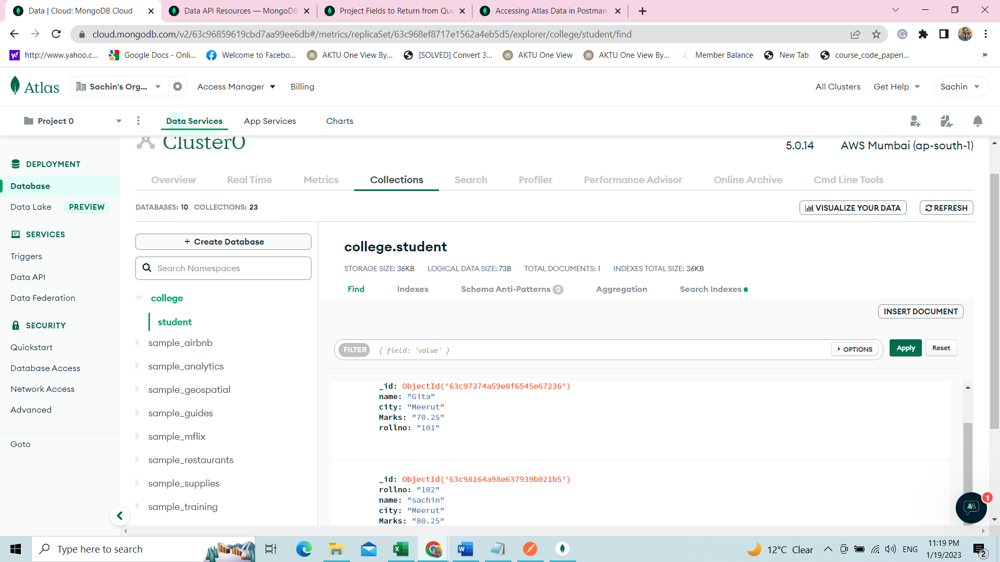 Data | Cloud: MongoDB Cloud
Data API Resources — MongoDB
Project Fields to Return from Que
Accessing Atlas Data in Postman
cloud.mongodb.com/v2/63c96859619cbd7aa99ee6db#/metrics/replicaSet/63c968ef8717e1562a4eb5d5/explorer/college/student/find
http://www.yahoo.c...
Google Docs - Onli...
Welcome to Facebo...
AKTU One View By...
[SOLVED] Convert 3...
AKTU One View
AKTU One View By...
Member Balance
New Tab
course_code_paperi...
»
Atlas
Sachin's Org...
Access Manager
Billing
All Clusters
Get Help
Sachin
Project 0
Data Services
App Services
Charts
Cluster0
5.0.14
AWS Mumbai (ap-south-1)
DEPLOYMENT
Database
Data Lake
PREVIEW
SERVICES
Triggers
Data API
Data Federation
SECURITY
Quickstart
Database Access
Network Access
Advanced
Goto
Overview
Real Time
Metrics
Collections
Search
Profiler
Performance Advisor
Online Archive
Cmd Line Tools
DATABASES: 10 COLLECTIONS: 23
VISUALIZE YOUR DATA
REFRESH
+ Create Database
Search Namespaces
college
student
sample_airbnb
sample_analytics
sample_geospatial
sample_guides
sample_mflix
sample_restaurants
sample_supplies
sample_training
college.student
STORAGE SIZE: 36KB LOGICAL DATA SIZE: 73B TOTAL DOCUMENTS: 1 INDEXES TOTAL SIZE: 36KB
Find
Indexes
Schema Anti-Patterns 0
Aggregation
Search Indexes
INSERT DOCUMENT
FILTER { field: 'value' }
OPTIONS
Apply
Reset
_id: ObjectId('63c97374a59e0f6545e67236')
name: "Gita"
city: "Meerut"
Marks: "70.25"
rollno: "101"
_id: ObjectId('63c98164a98e637939b021b5')
rollno: "102"
name: "sachin"
city: "Meerut"
Marks: "80.25"
1
Type here to search
12°C Clear
ENG
11:19 PM
1/19/2023
2